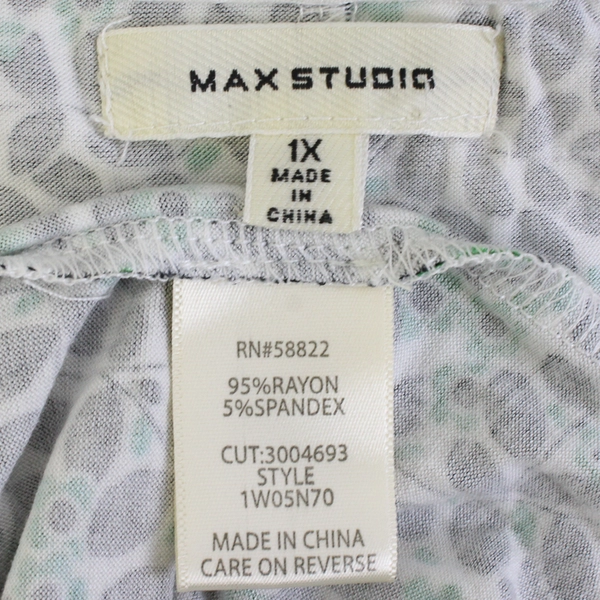 MAX STUDIO
1X
MADE
IN
CHINA
RN#58822
95%RAYON
5%SPANDEX
CUT:3004693
STYLE
1W05N70
MADE IN CHINA
CARE ON REVERSE